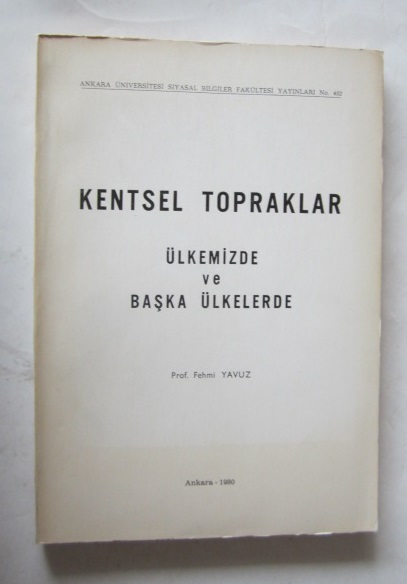 ANKARA ÜNİVERSİTESİ SİYASAL BİLGİLER FAKÜLTESİ YAYINLARI No. 452
KENTSEL TOPRAKLAR
ÜLKEMİZDE
ve
BAŞKA ÜLKELERDE
Prof. Fehmi YAVUZ
Ankara - 1980